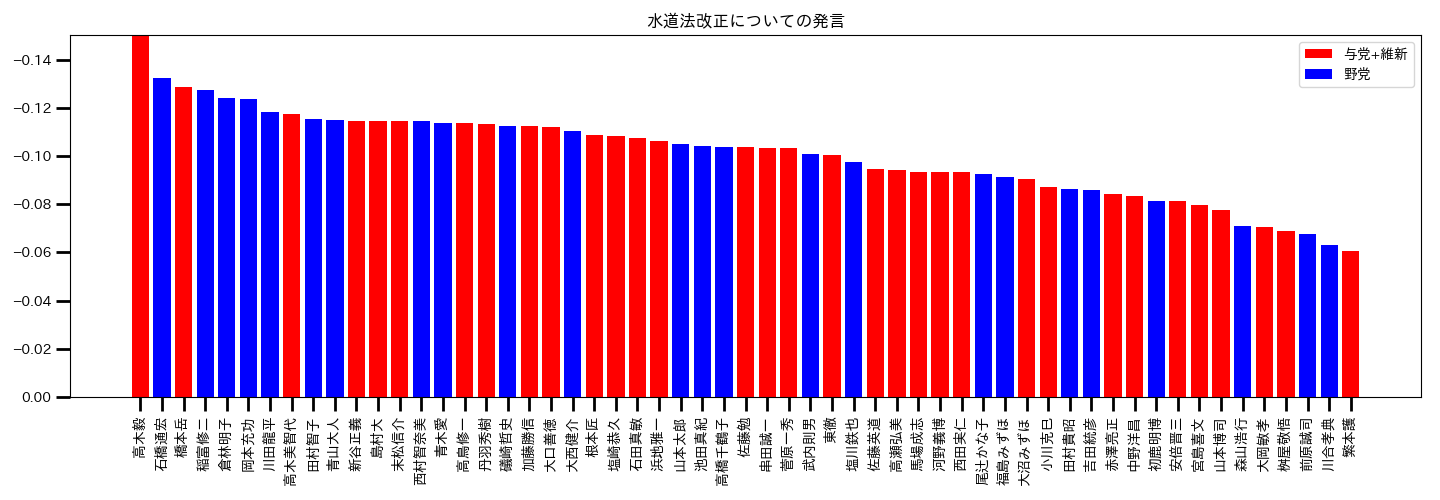 水道法改正についての発言
与党+維新
野党
−0.14
−0.12
−0.10
−0.08
−0.06
−0.04
−0.02
0.00
高木毅
石橋通宏
橋本岳
稲富修二
倉林明子
岡本充功
川田龍平
高木美智代
田村智子
青山大人
新谷正義
島村大
末松信介
西村智奈美
青木愛
高鳥修一
丹羽秀樹
礒崎哲史
加藤勝信
大口善徳
大西健介
根本匠
塩崎恭久
石田真敏
浜地雅一
山本太郎
池田真紀
高橋千鶴子
佐藤勉
串田誠一
菅原一秀
武内則男
東徹
塩川鉄也
佐藤英道
高瀬弘美
馬場成志
河野義博
西田実仁
尾辻かな子
福島みずほ
大沼みずほ
小川克巳
田村貴昭
吉田統彦
赤澤亮正
中野洋昌
初鹿明博
安倍晋三
宮島喜文
山本博司
森山浩行
大岡敏孝
桝屋敬悟
前原誠司
川合孝典
繁本護